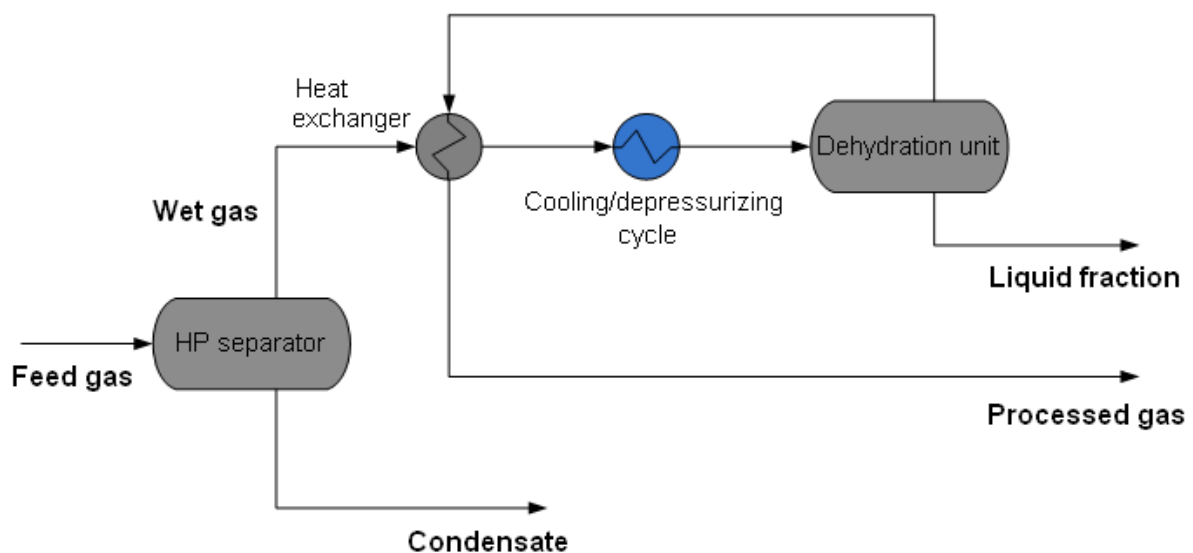 Heat
exchanger
Dehydration unit
Cooling/depressurizing
cycle
Wet gas
Liquid fraction
HP separator
Feed gas
Processed gas
Condensate